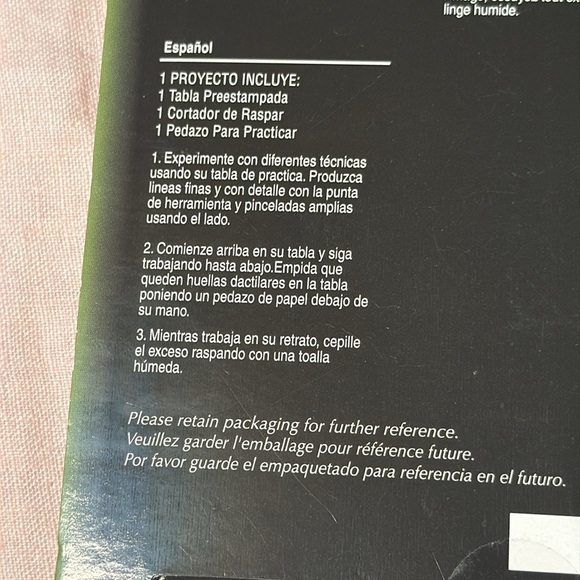 linge humide.
Español
1 PROYECTO INCLUYE:
1 Tabla Preestampada
1 Cortador de Raspar
1 Pedazo Para Practicar
1. Experimente con diferentes técnicas
usando su tabla de practica. Produzca
lineas finas y con detalle con la punta
de herramienta y pinceladas amplias
usando el lado.
2. Comienze arriba en su tabla y siga
trabajando hasta abajo.Empida que
queden huellas dactilares en la tabla
poniendo un pedazo de papel debajo de
su mano.
3. Mientras trabaja en su retrato, cepille
el exceso raspando con una toalla
húmeda.
Please retain packaging for further reference.
Veuillez garder l'emballage pour référence future.
Por favor guarde el empaquetado para referencia en el futuro.